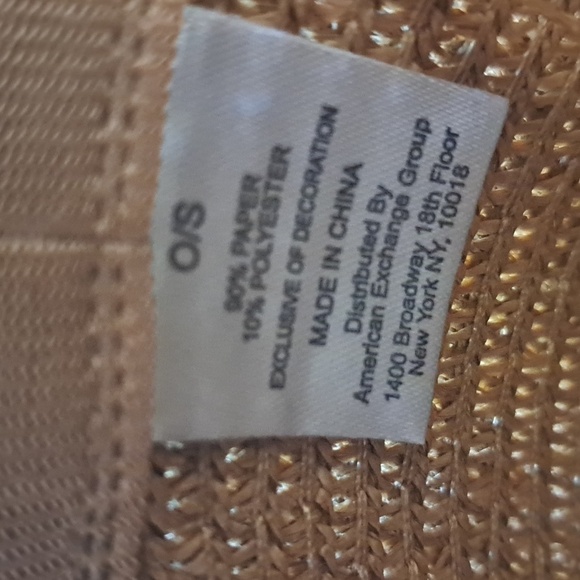 O/S
90% PAPER
10% POLYESTER
EXCLUSIVE OF DECORATION
MADE IN CHINA
Distributed By
American Exchange Group
1400 Broadway 18th Floor
New York NY, 10018